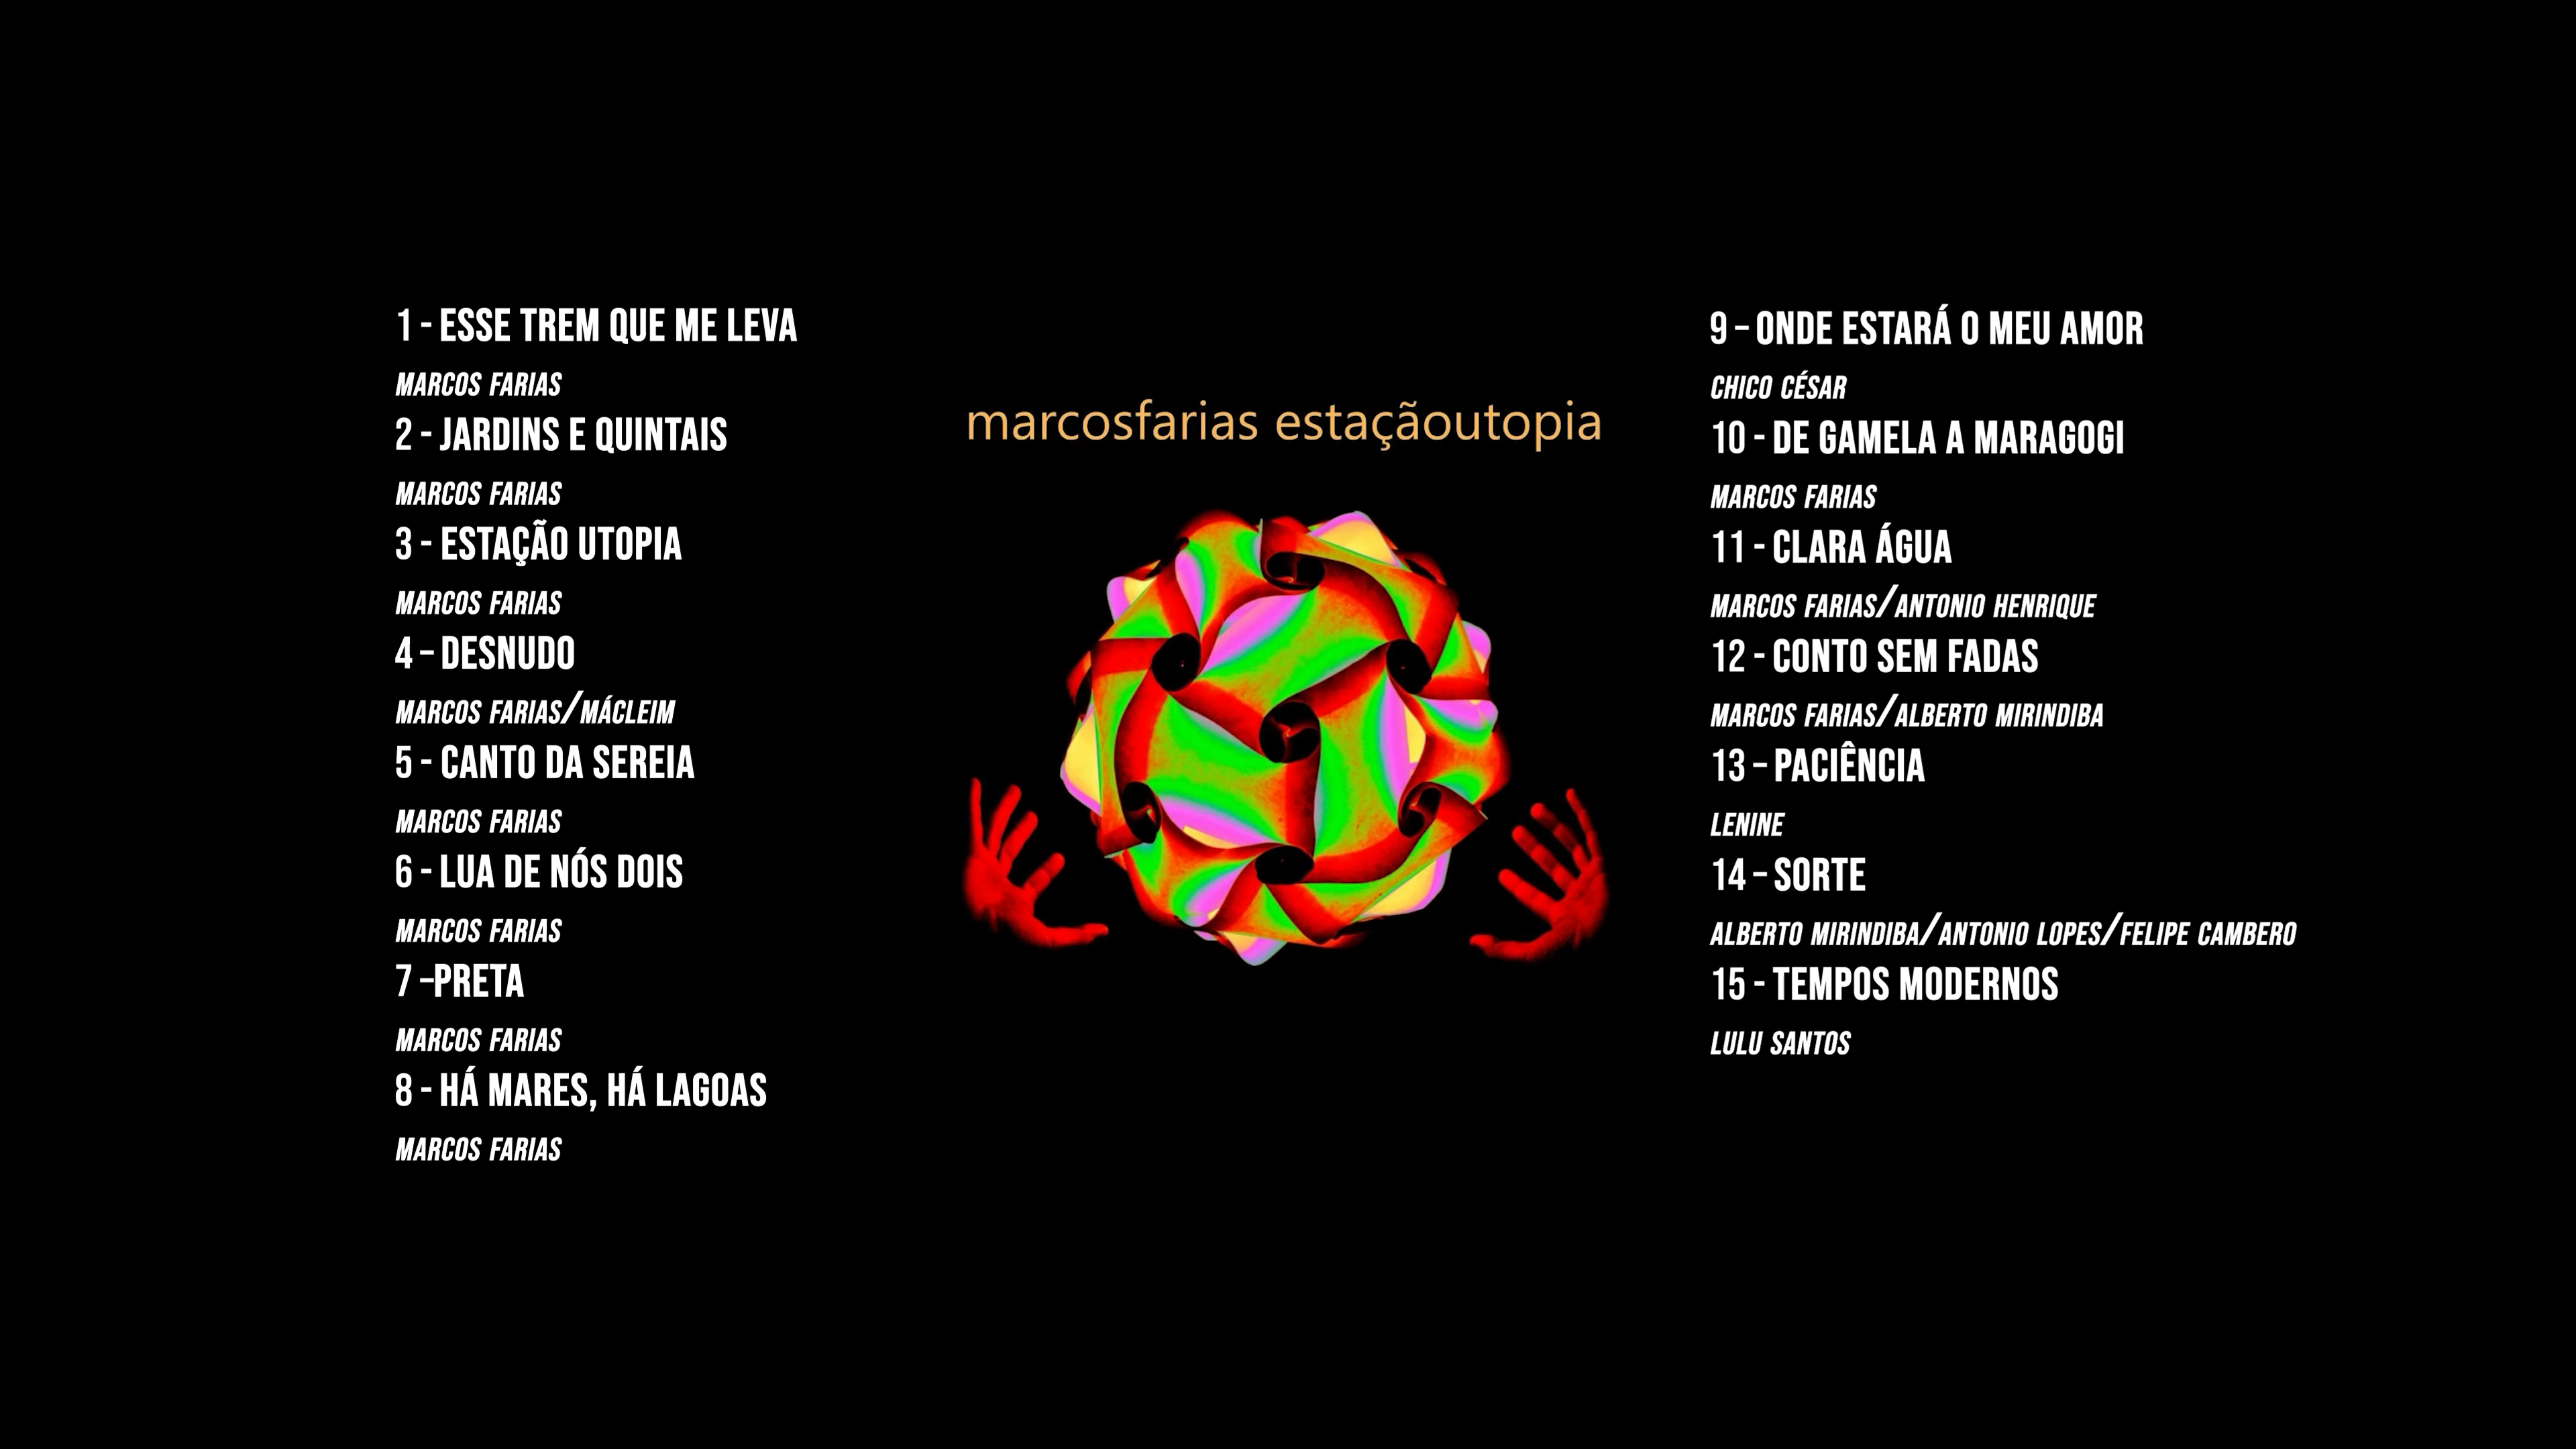 1 - ESSE TREM QUE ME LEVA
MARCOS FARIAS
2 - JARDINS E QUINTAIS
MARCOS FARIAS
3 - ESTAÇÃO UTOPIA
MARCOS FARIAS
4 – DESNUDO
MARCOS FARIAS/MÁCLEIM
5 - CANTO DA SEREIA
MARCOS FARIAS
6 - LUA DE NÓS DOIS
MARCOS FARIAS
7 –PRETA
MARCOS FARIAS
8 - HÁ MARES, HÁ LAGOAS
MARCOS FARIAS
marcosfarias estaçãoutopia
9 – ONDE ESTARÁ O MEU AMOR
CHICO CÉSAR
10 - DE GAMELA A MARAGOGI
MARCOS FARIAS
11 - CLARA ÁGUA
MARCOS FARIAS/ANTONIO HENRIQUE
12 - CONTO SEM FADAS
MARCOS FARIAS/ALBERTO MIRINDIBA
13 – PACIÊNCIA
LENINE
14 – SORTE
ALBERTO MIRINDIBA/ANTONIO LOPES/FELIPE CAMBERO
15 - TEMPOS MODERNOS
LULU SANTOS